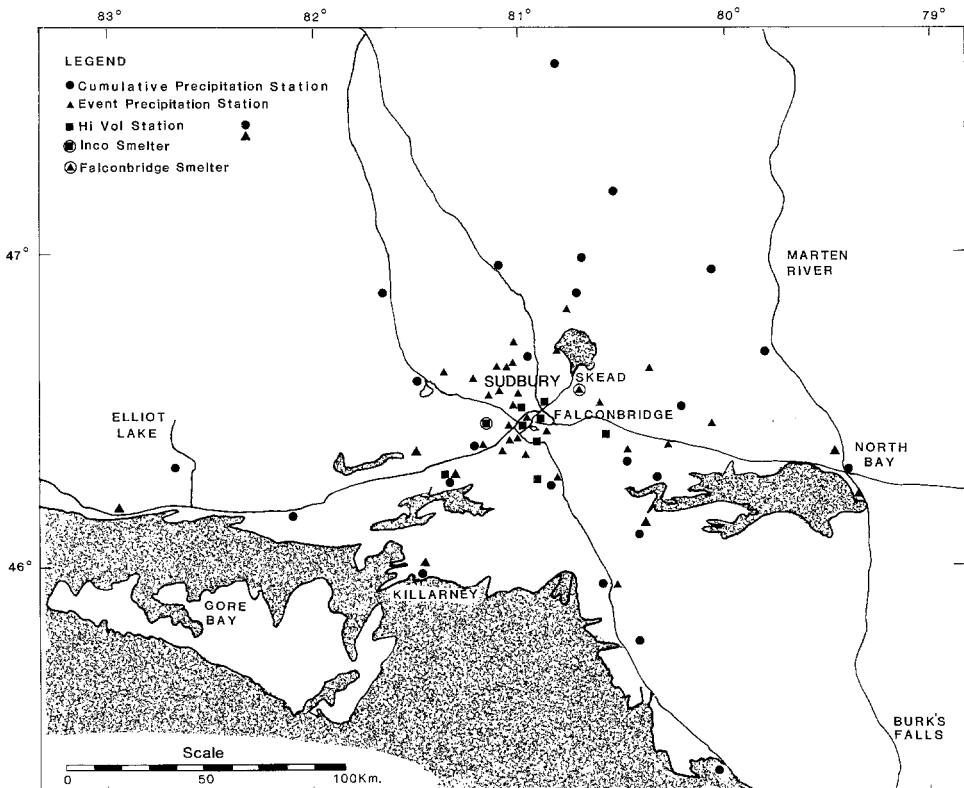 83° 82° 81° 80° 79°
LEGEND
Cumulative Precipitation Station
Event Precipitation Station
Hi Vol Station
Inco Smelter
Falconbridge Smelter
47°
MARTEN
RIVER
SKEAD
SUDBURY
FALCONBRIDGE
ELLIOT
LAKE
NORTH
BAY
46°
KILLARNEY
GORE
BAY
BURK'S
FALLS
Scale
0 50 100Km.